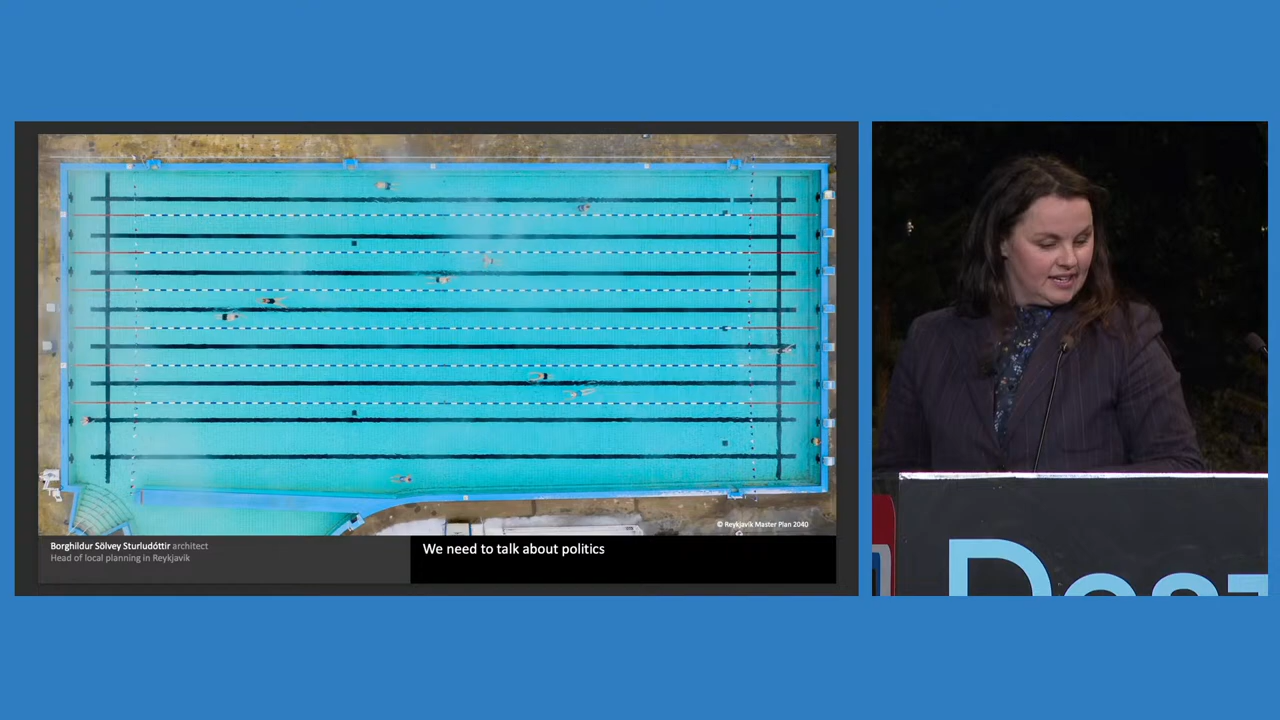 © Reykjavík Master Plan 2040
Borghildur Sölvey Sturludóttir architect
Head of local planning in Reykjavík
We need to talk about politics